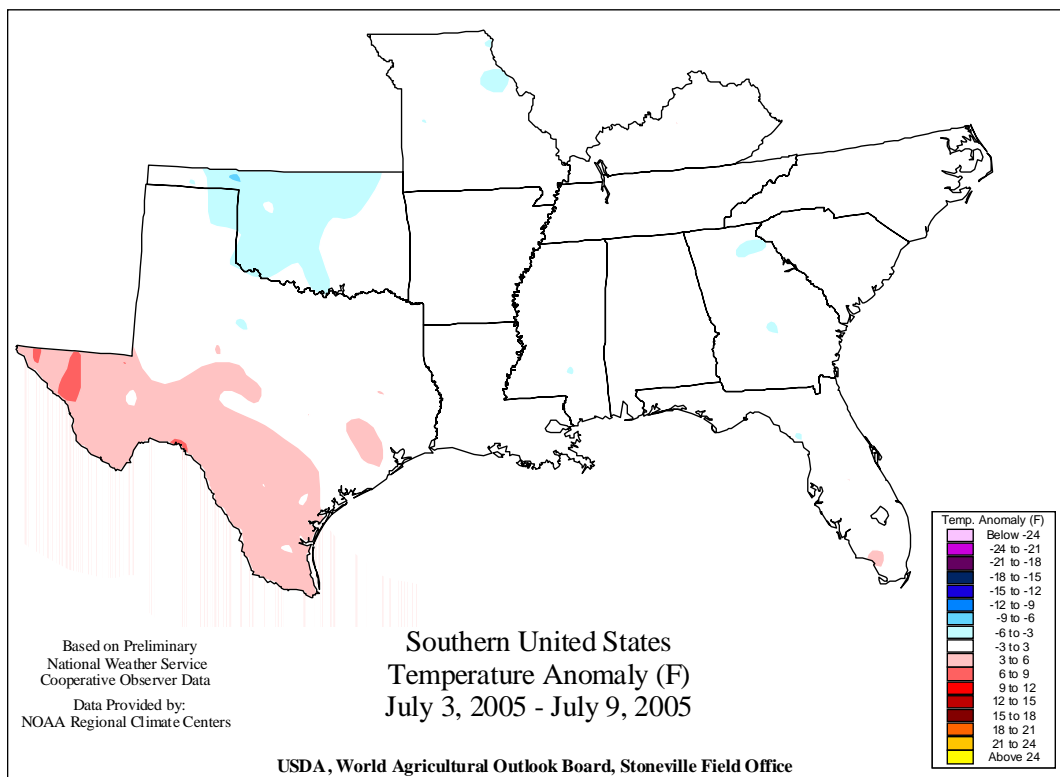 Temp. Anomaly (F)
Below -24
-24 to -21
-21 to -18
-18 to -15
-15 to -12
-12 to -9
-9 to -6
-6 to -3
-3 to 3
3 to 6
6 to 9
9 to 12
12 to 15
15 to 18
18 to 21
21 to 24
Above 24
Based on Preliminary
National Weather Service
Cooperative Observer Data
Data Provided by:
NOAA Regional Climate Centers
Southern United States
Temperature Anomaly (F)
July 3, 2005 - July 9, 2005
USDA, World Agricultural Outlook Board, Stoneville Field Office